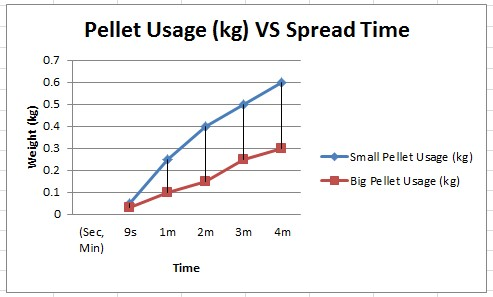 Pellet Usage (kg) VS Spread Time
Weight (kg)
0.7
0.6
0.5
0.4
0.3
0.2
0.1
0
(Sec, 9s 1m 2m 3m 4m
Min)
Time
Small Pellet Usage (kg)
Big Pellet Usage (kg)